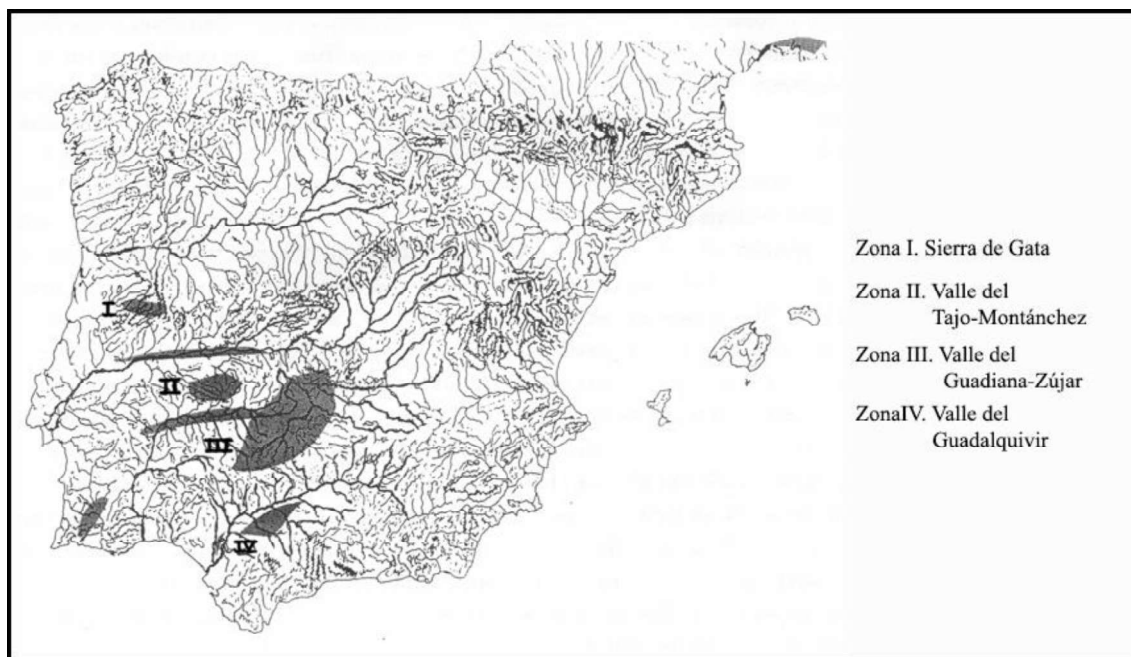 I
II
III
IV
Zona I. Sierra de Gata
Zona II. Valle del
Tajo-Montánchez
Zona III. Valle del
Guadiana-Zújar
ZonaIV. Valle del
Guadalquivir